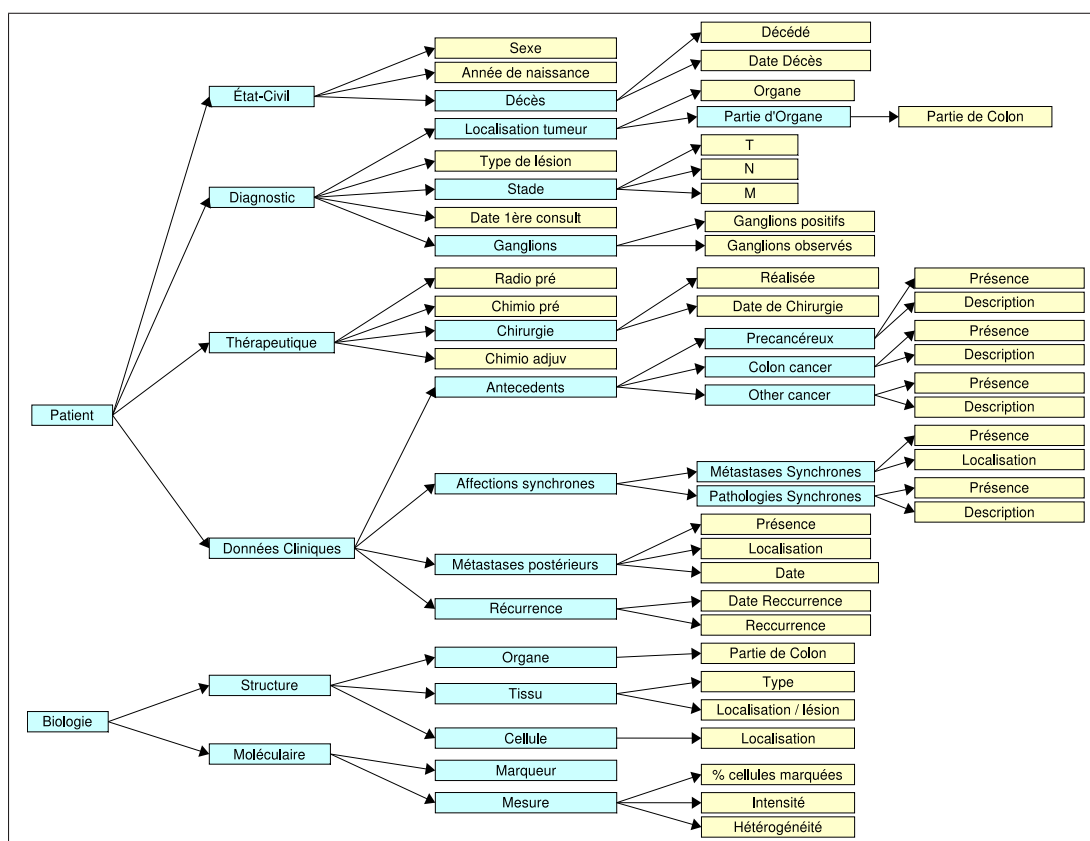 Patient
État-Civil
Sexe
Année de naissance
Décès
Décédé
Date Décès
Diagnostic
Localisation tumeur
Organe
Partie d'Organe
Partie de Colon
Type de lésion
Stade
T
N
M
Date 1ère consult
Ganglions
Ganglions positifs
Ganglions observés
Thérapeutique
Radio pré
Chimio pré
Chirurgie
Réalisée
Date de Chirurgie
Chimio adjuv
Données Cliniques
Antecedents
Precancéreux
Présence
Description
Colon cancer
Présence
Description
Other cancer
Présence
Description
Affections synchrones
Métastases Synchrones
Présence
Localisation
Pathologies Synchrones
Présence
Description
Métastases postérieurs
Présence
Localisation
Date
Récurrence
Date Reccurrence
Reccurrence
Biologie
Structure
Organe
Partie de Colon
Tissu
Type
Localisation / lésion
Cellule
Localisation
Moléculaire
Marqueur
Mesure
% cellules marquées
Intensité
Hétérogénéité